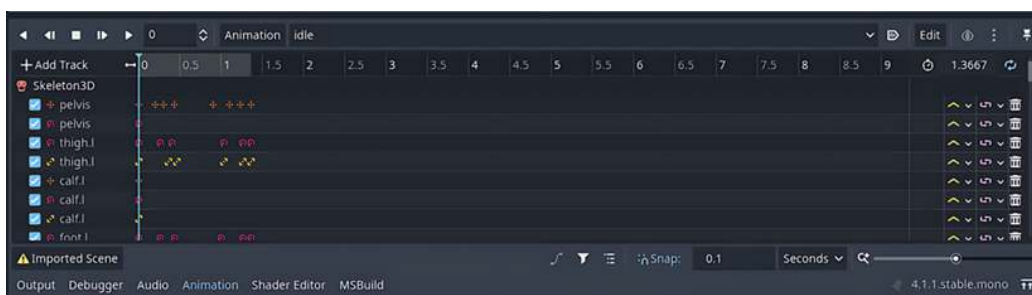 0 Animation idle Edit
+ Add Track 0 0.5 1 1.5 2 2.5 3 3.5 4 4.5 5 5.5 6 6.5 7 7.5 8 8.5 9 1.3667
Skeleton3D
pelvis
pelvis
thigh.l
thigh.l
calf.l
calf.l
calf.l
foot.l
Imported Scene Snap: 0.1 Seconds
Output Debugger Audio Animation Shader Editor MSBuild 4.1.1.stable.mono